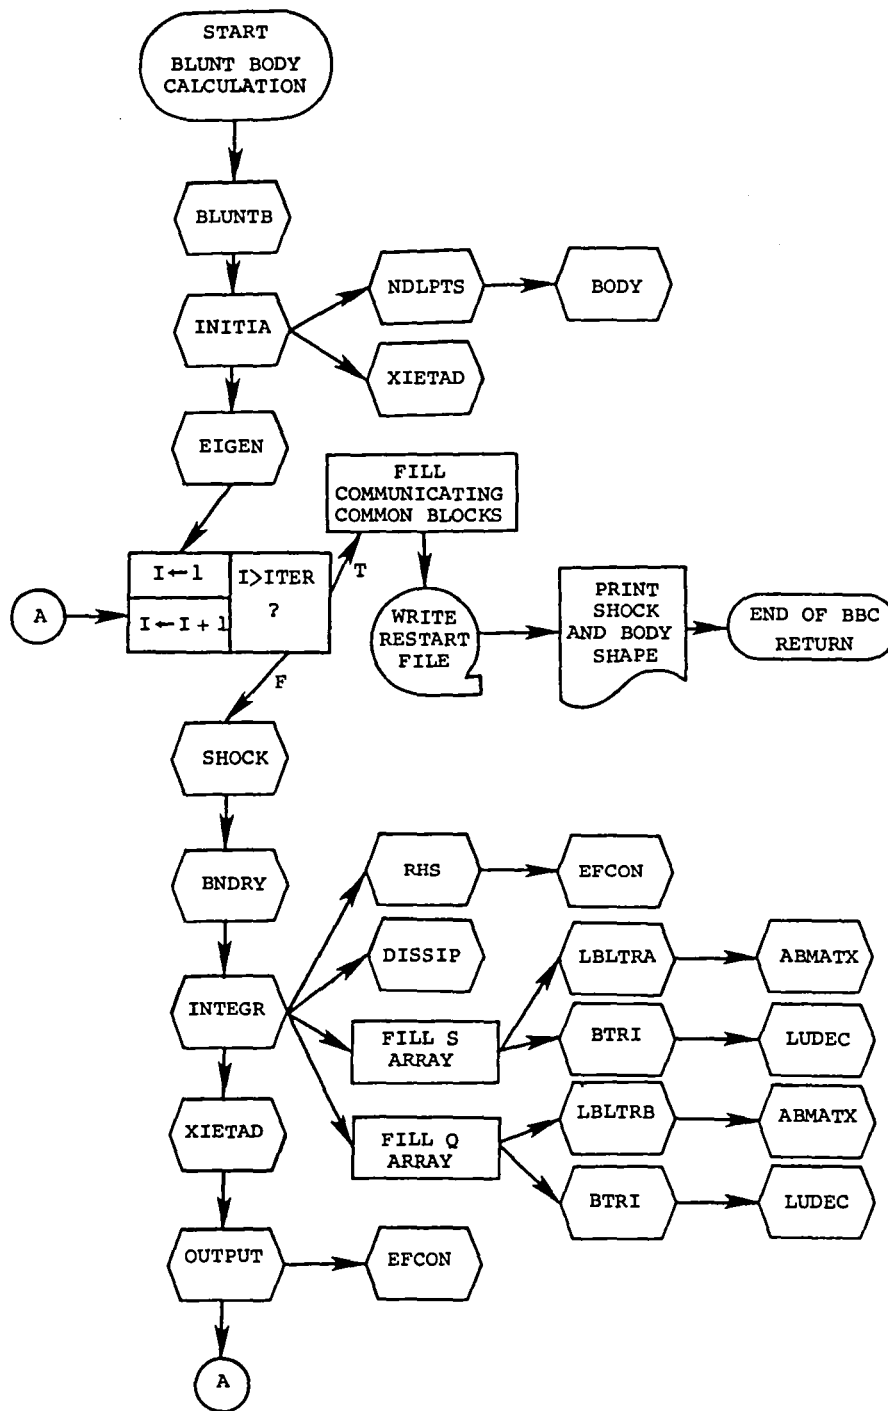 START
BLUNT BODY
CALCULATION
BLUNTB
INITIA
NDLPTS
BODY
XIETAD
EIGEN
FILL
COMMUNICATING
COMMON BLOCKS
A
I←1
I←I+1
I>ITER
?
T
F
WRITE
RESTART
FILE
PRINT
SHOCK
AND BODY
SHAPE
END OF BBC
RETURN
SHOCK
BNDRY
INTEGR
RHS
EFCON
DISSIP
FILL S
ARRAY
LBLTRA
ABMATX
BTRI
LUDEC
FILL Q
ARRAY
LBLTRB
ABMATX
BTRI
LUDEC
XIETAD
OUTPUT
EFCON
A